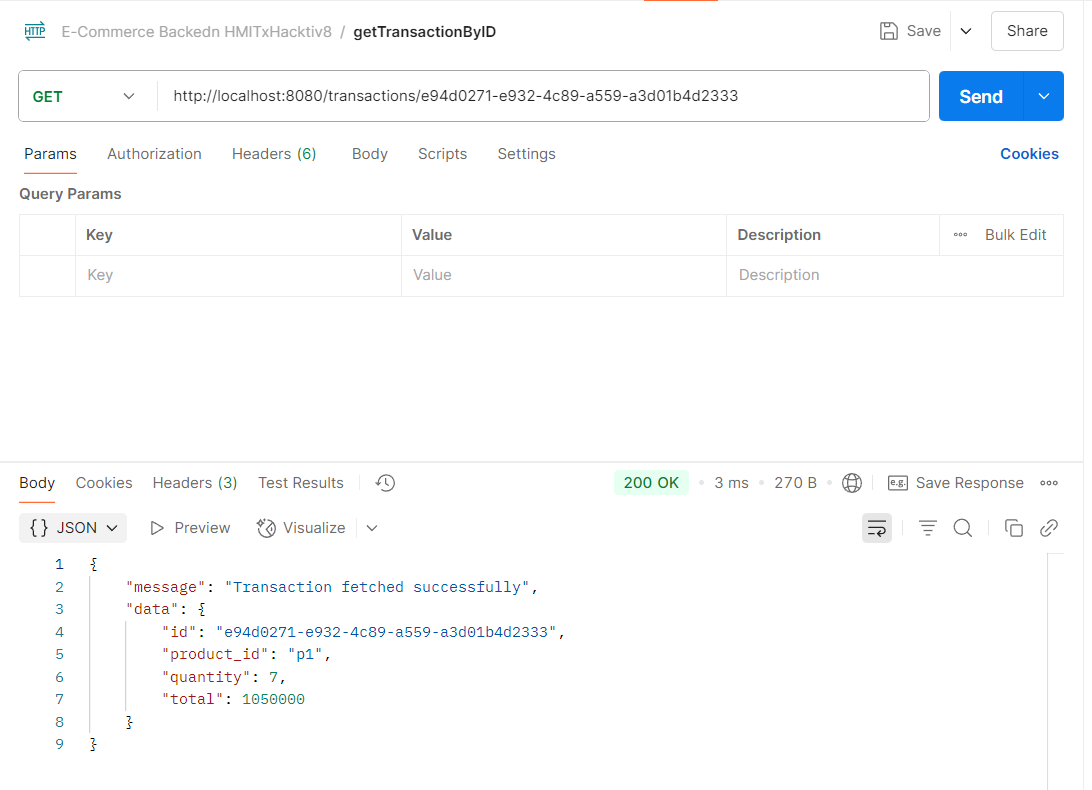 HTTP E-Commerce Backedn HMITxHacktiv8 / getTransactionByID Save Share
GET http://localhost:8080/transactions/e94d0271-e932-4c89-a559-a3d01b4d2333 Send
Params Authorization Headers (6) Body Scripts Settings Cookies
Query Params
Key Value Description Bulk Edit
Key Value Description
Body Cookies Headers (3) Test Results 200 OK 3 ms 270 B e.g. Save Response
{} JSON Preview Visualize
1 {
2 "message": "Transaction fetched successfully",
3 "data": {
4 "id": "e94d0271-e932-4c89-a559-a3d01b4d2333",
5 "product_id": "p1",
6 "quantity": 7,
7 "total": 1050000
8 }
9 }